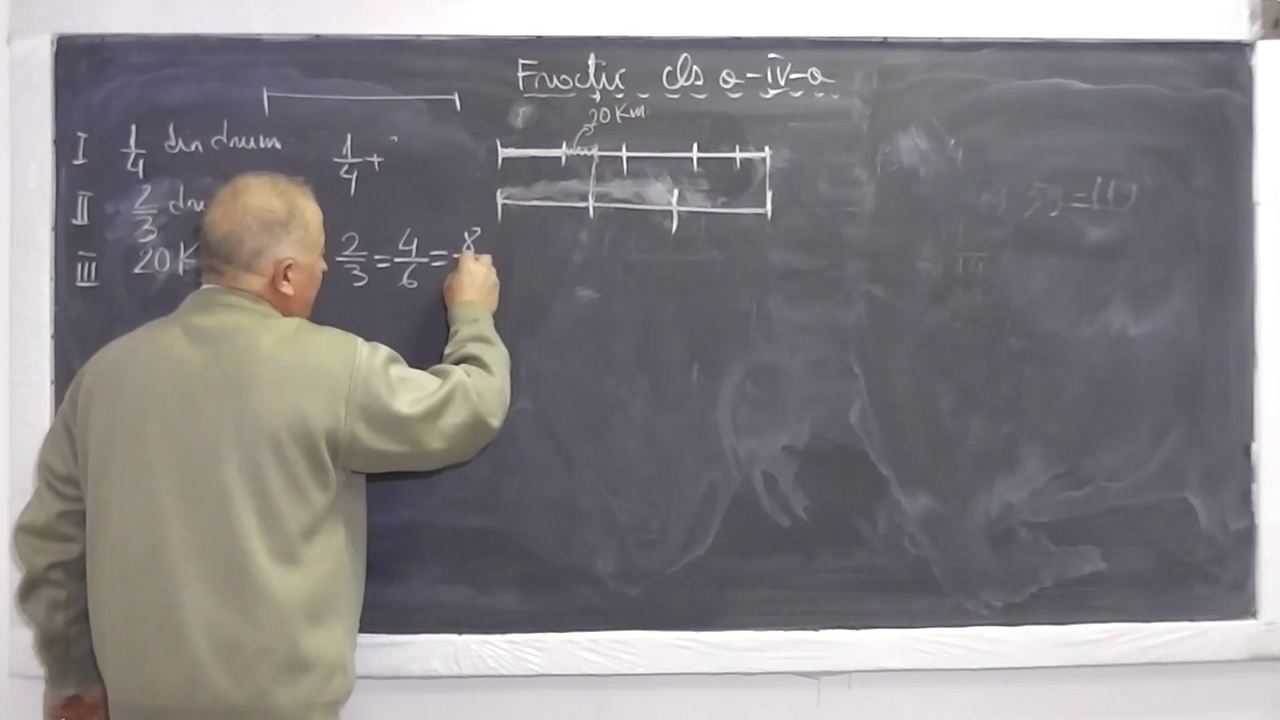 Fracții cls a-IV-a
20 Km
I 1/4 din drum 1/4 +
II 2/3
III 20 K
2/3 = 4/6 = 8